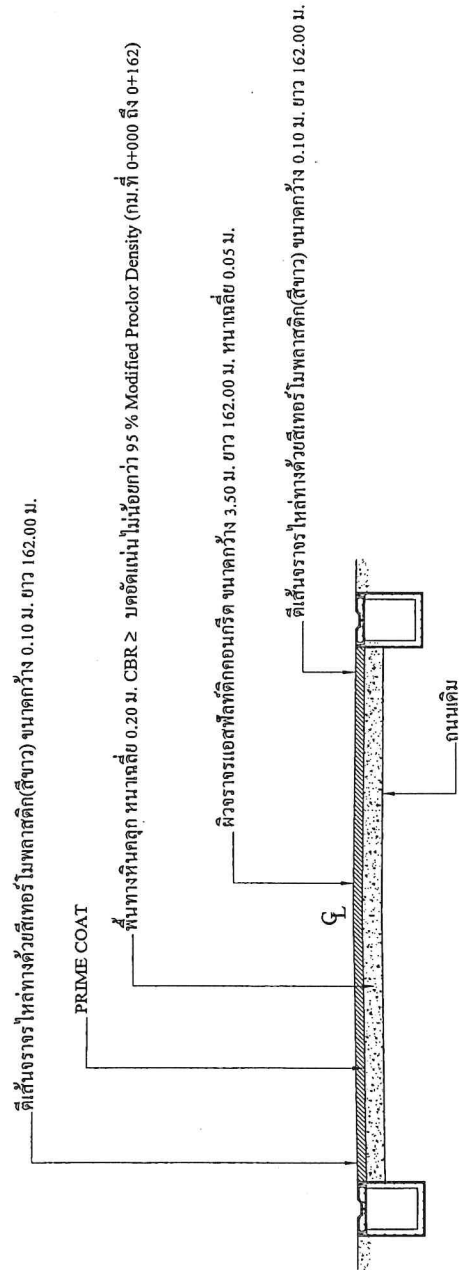 ตีเส้นจราจรไหล่ทางด้วยสีเทอร์โมพลาสติก(สีขาว) ขนาดกว้าง 0.10 ม. ยาว 162.00 ม.
PRIME COAT
พื้นทางหินคลุก หนาเฉลี่ย 0.20 ม. CBR ≥ บดอัดแน่นไม่น้อยกว่า 95 % Modified Proclor Density (กม.ที่ 0+000 ถึง 0+162)
ผิวจราจรแอสฟัลท์ติกคอนกรีต ขนาดกว้าง 3.50 ม. ยาว 162.00 ม. หนาเฉลี่ย 0.05 ม.
ตีเส้นจราจรไหล่ทางด้วยสีเทอร์โมพลาสติก(สีขาว) ขนาดกว้าง 0.10 ม. ยาว 162.00 ม.
CL
ถนนเดิม